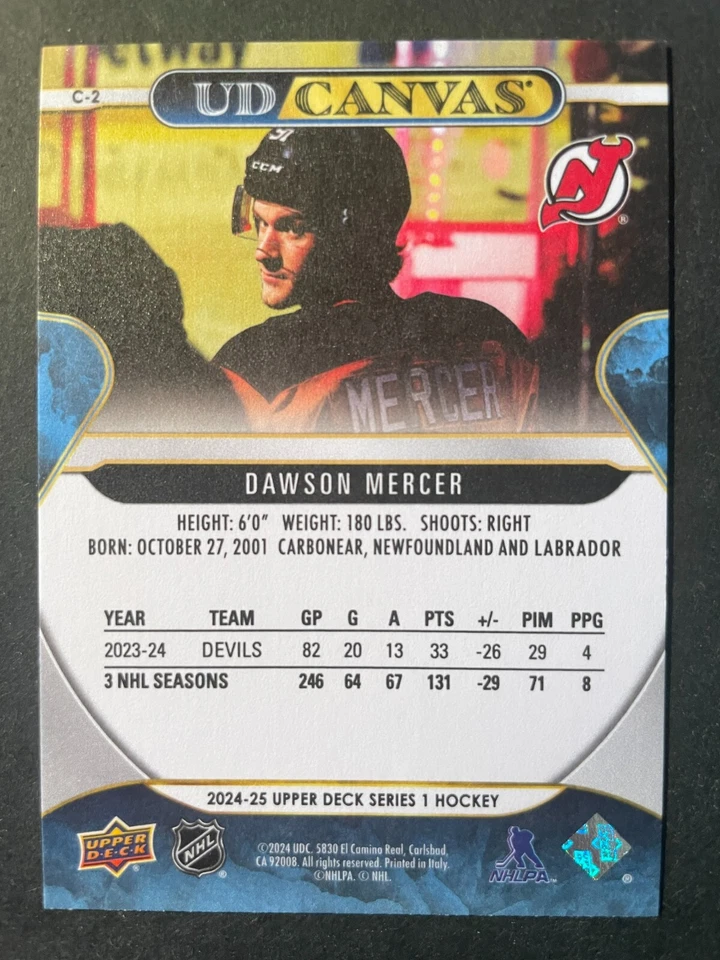 C-2
UD CANVAS
91
CCM
®
MERCER
DAWSON MERCER
HEIGHT: 6'0" WEIGHT: 180 LBS. SHOOTS: RIGHT
BORN: OCTOBER 27, 2001 CARBONEAR, NEWFOUNDLAND AND LABRADOR
YEAR TEAM GP G A PTS +/- PIM PPG
2023-24 DEVILS 82 20 13 33 -26 29 4
3 NHL SEASONS 246 64 67 131 -29 71 8
2024-25 UPPER DECK SERIES 1 HOCKEY
UPPER
D·E·C·K
NHL
©2024 UDC. 5830 El Camino Real, Carlsbad,
CA 92008. All rights reserved. Printed in Italy.
©NHLPA. © NHL.
NHLPA
®